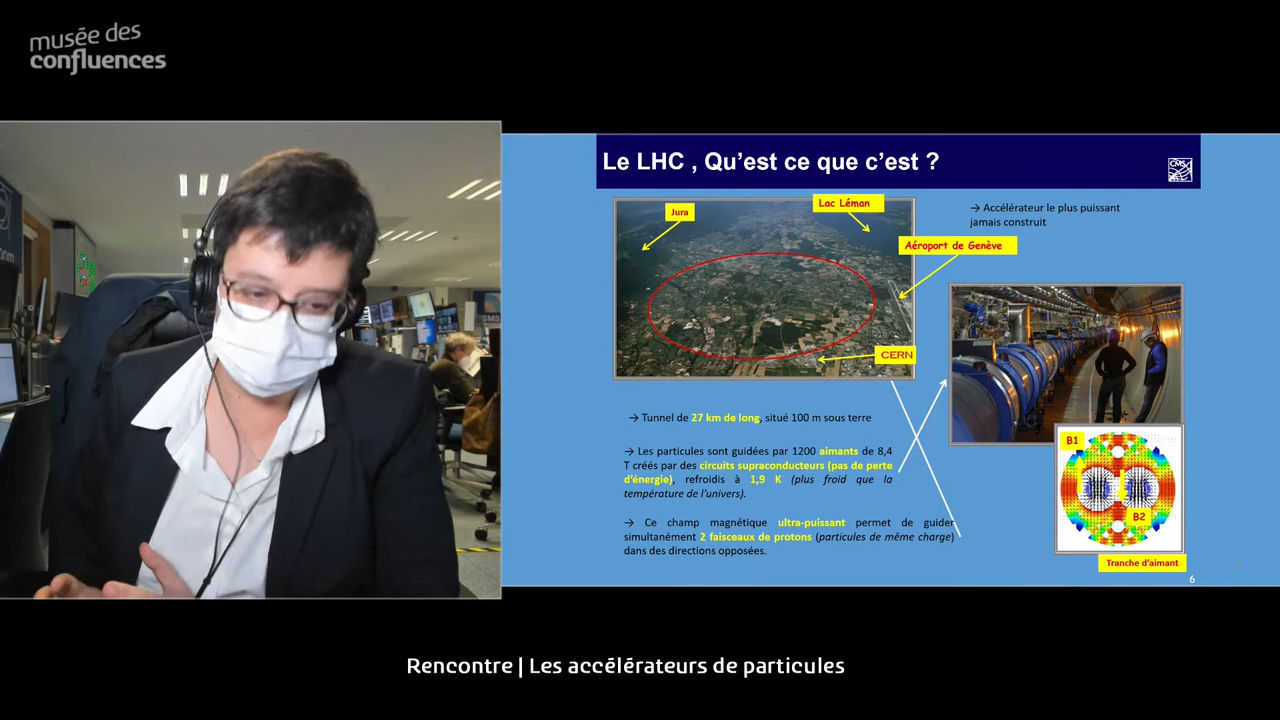 musée des
confluences
Le LHC , Qu’est ce que c’est ?
CMS
Jura
Lac Léman
→ Accélérateur le plus puissant
jamais construit
Aéroport de Genève
CERN
→ Tunnel de 27 km de long, situé 100 m sous terre
→ Les particules sont guidées par 1200 aimants de 8,4
T créés par des circuits supraconducteurs (pas de perte
d’énergie), refroidis à 1,9 K (plus froid que la
température de l’univers).
→ Ce champ magnétique ultra-puissant permet de guider
simultanément 2 faisceaux de protons (particules de même charge)
dans des directions opposées.
B1
B2
Tranche d’aimant
6
Rencontre | Les accélérateurs de particules